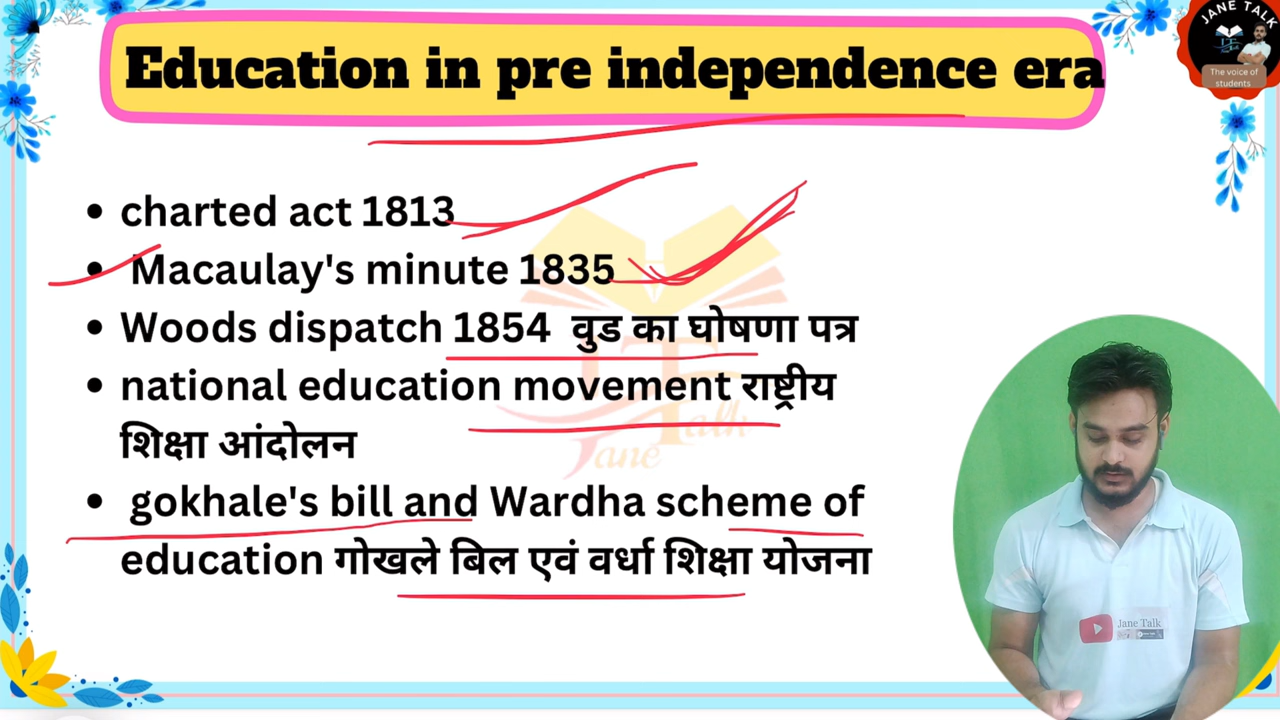 Education in pre independence era
JANE TALK
The voice of
students
• charted act 1813
• Macaulay's minute 1835
• Woods dispatch 1854 वुड का घोषणा पत्र
• national education movement राष्ट्रीय
शिक्षा आंदोलन
• gokhale's bill and Wardha scheme of
education गोखले बिल एवं वर्धा शिक्षा योजना
Talk
Jane
Jane Talk